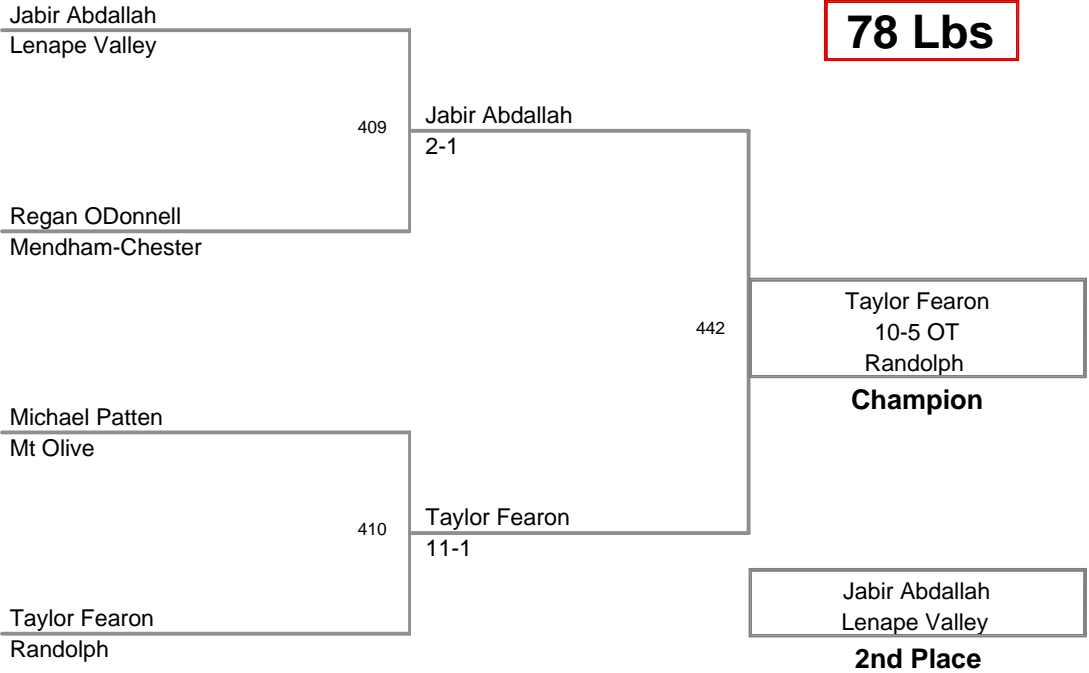 Jabir Abdallah
Lenape Valley
78 Lbs
409
Jabir Abdallah
2-1
Regan ODonnell
Mendham-Chester
442
Taylor Fearon
10-5 OT
Randolph
Champion
Michael Patten
Mt Olive
410
Taylor Fearon
11-1
Taylor Fearon
Randolph
Jabir Abdallah
Lenape Valley
2nd Place